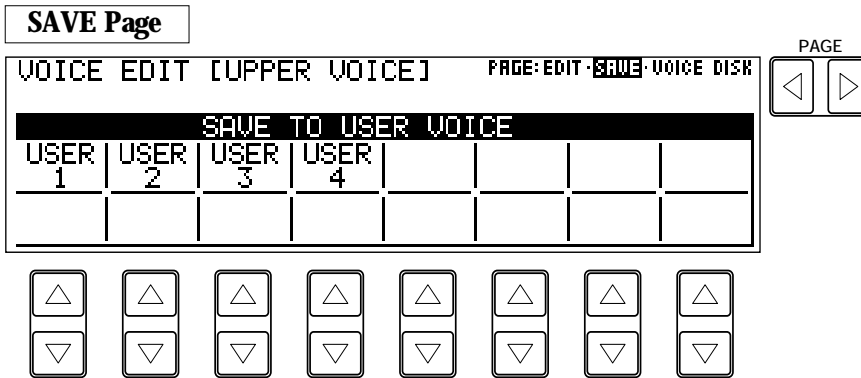 SAVE Page
PAGE
VOICE EDIT [UPPER VOICE] PAGE: EDIT·SAVE·VOICE DISK
SAVE TO USER VOICE
USER USER USER USER
1 2 3 4